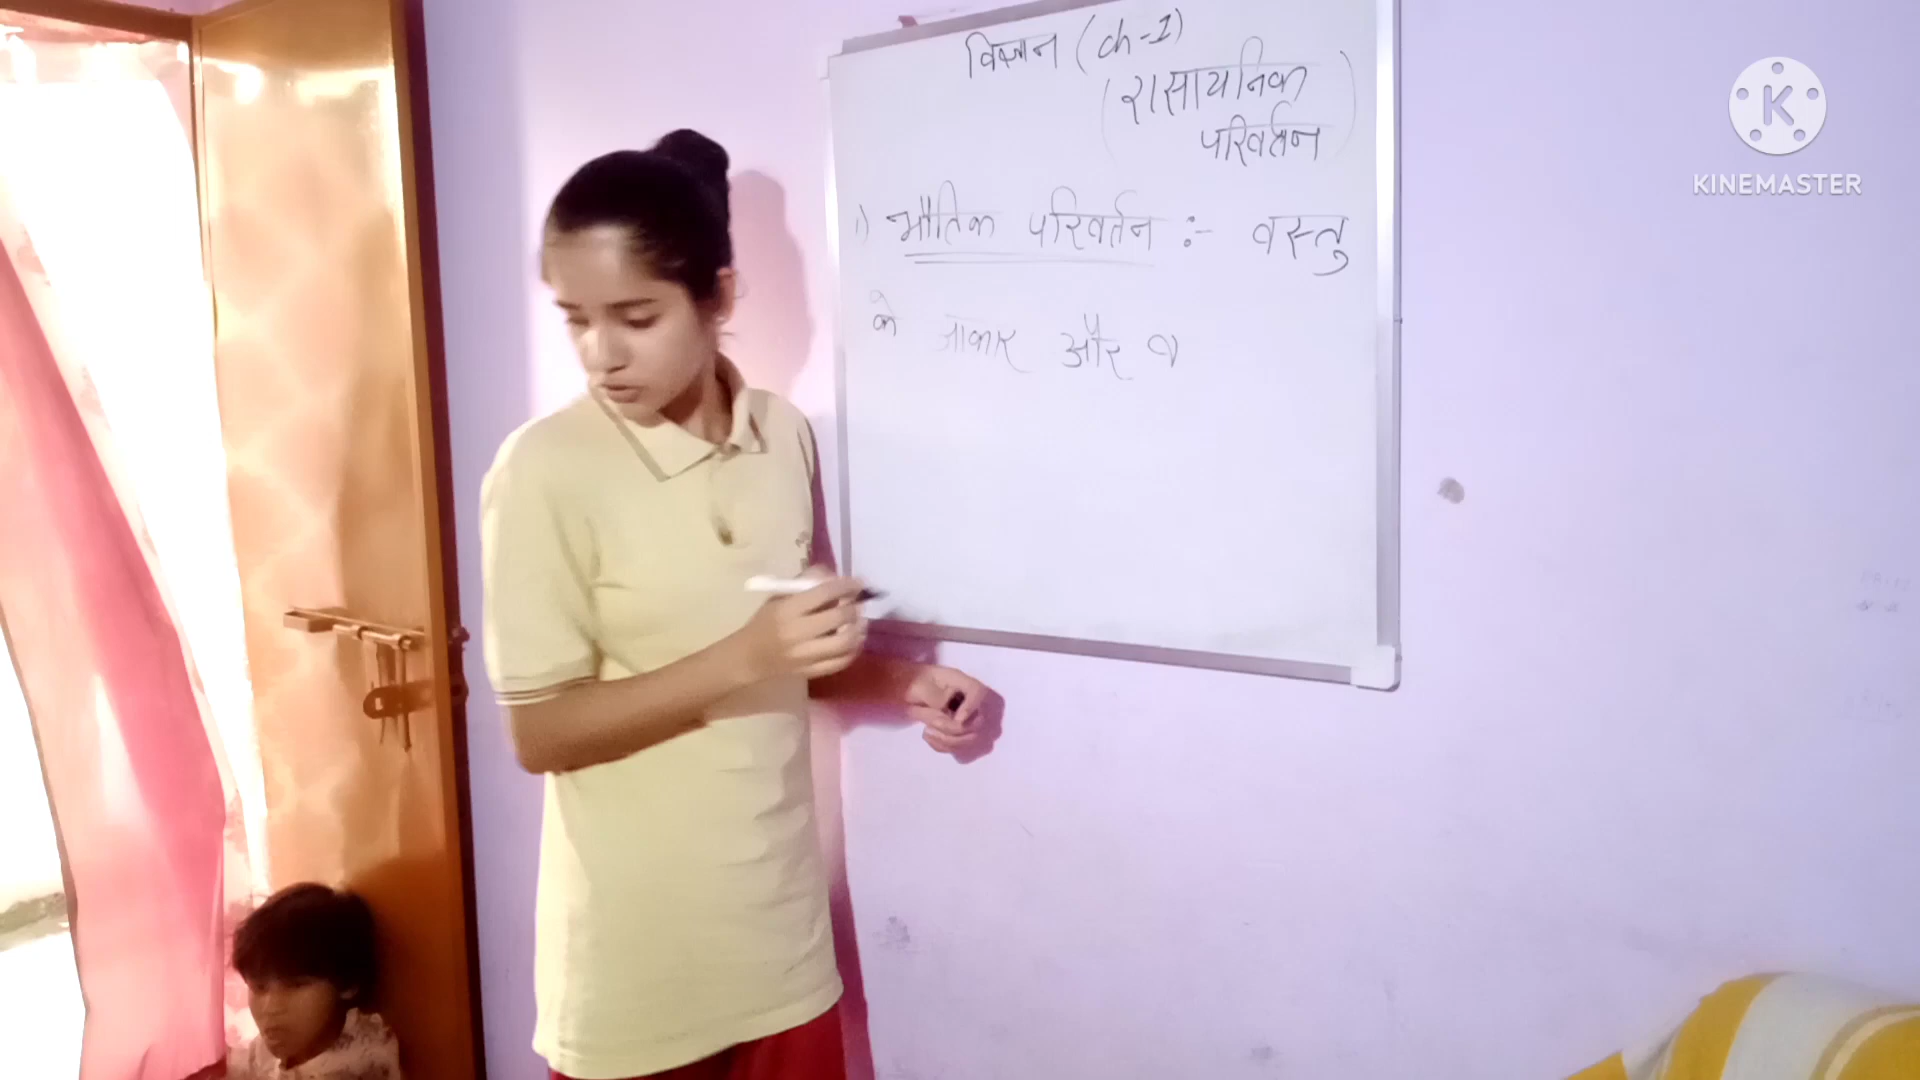 विज्ञान (ch-1)
(रासायनिक
परिवर्तन)
1) भौतिक परिवर्तन :- वस्तु
के आकार और व
KINEMASTER